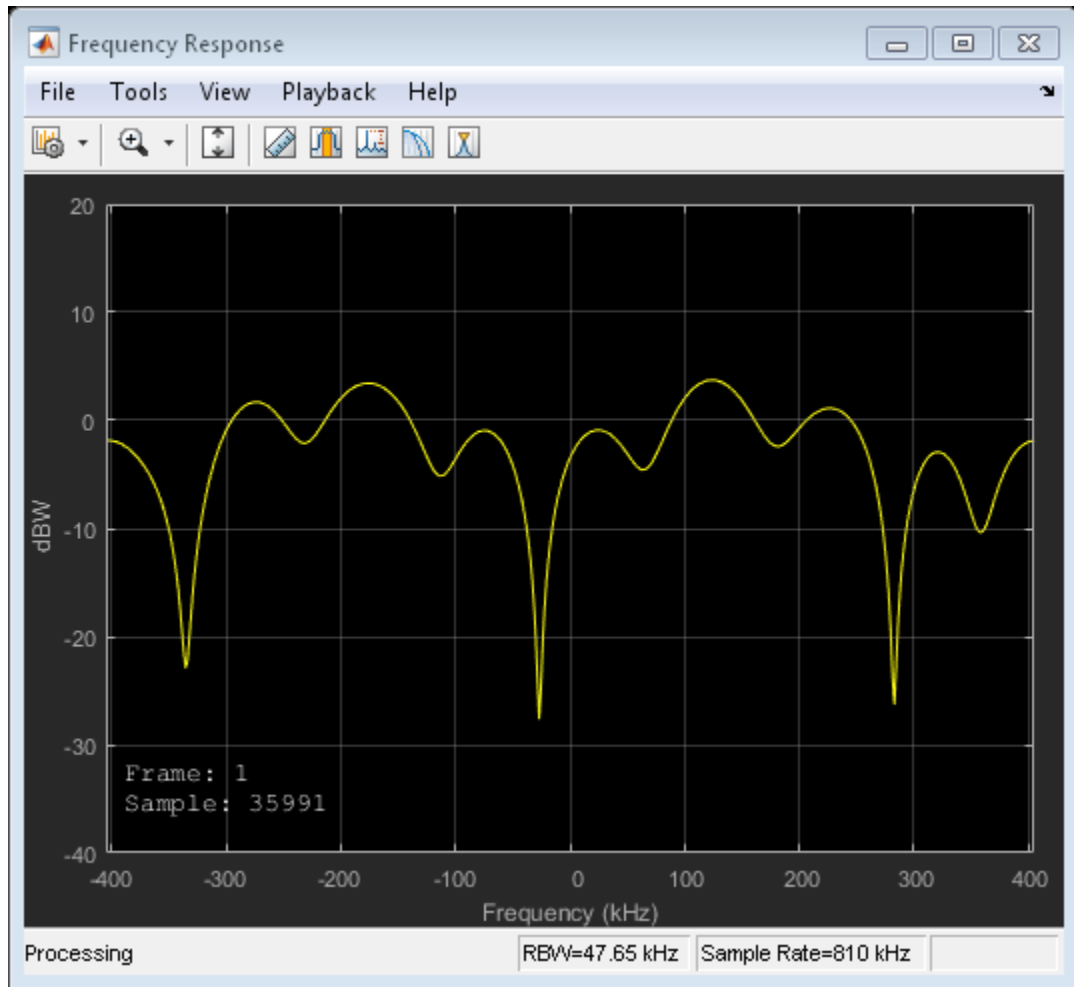 Frequency Response
File Tools View Playback Help
20
10
0
-10
-20
-30
-40
dBW
Frame: 1
Sample: 35991
-400 -300 -200 -100 0 100 200 300 400
Frequency (kHz)
Processing RBW=47.65 kHz Sample Rate=810 kHz